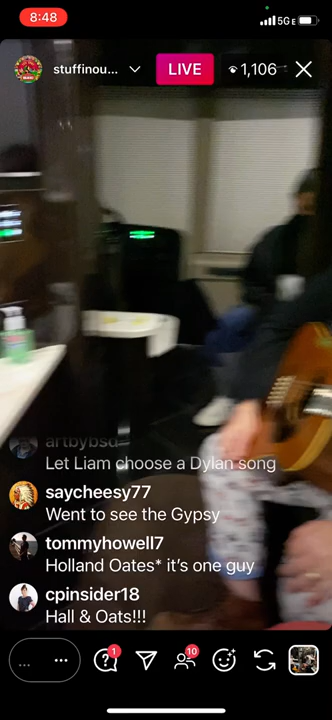 8:48
5GE
stuffinou...
LIVE
1,106
artbybsd
Let Liam choose a Dylan song
saycheesy77
Went to see the Gypsy
tommyhowell7
Holland Oates* it's one guy
cpinsider18
Hall & Oats!!!
...
1
10